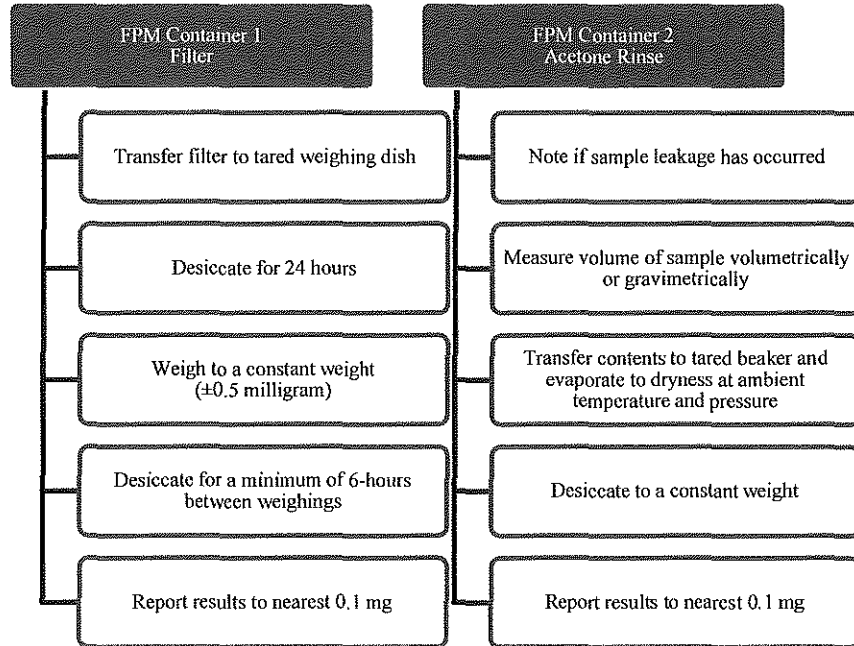 FPM Container 1
Filter
Transfer filter to tared weighing dish
Desiccate for 24 hours
Weigh to a constant weight
(±0.5 milligram)
Desiccate for a minimum of 6-hours
between weighings
Report results to nearest 0.1 mg
FPM Container 2
Acetone Rinse
Note if sample leakage has occurred
Measure volume of sample volumetrically
or gravimetrically
Transfer contents to tared beaker and
evaporate to dryness at ambient
temperature and pressure
Desiccate to a constant weight
Report results to nearest 0.1 mg